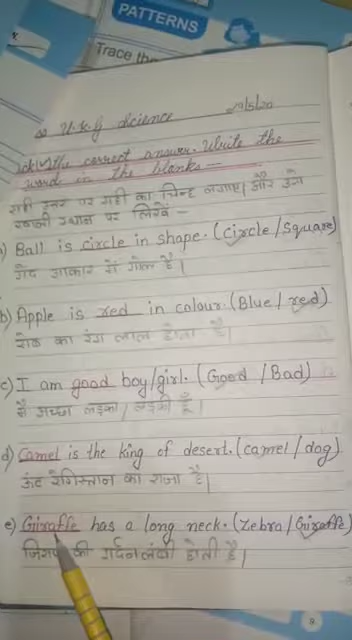 PATTERNS
Trace the
U.K.G Science
the correct answer. Write the
word in the blanks -
सही उत्तर पर सही का चिन्ह लगाए। और उसे
खाली स्थान पर लिखें -
Ball is circle in shape. (circle / square)
गेंद आकार में गोल है।
b) Apple is red in colour. (Blue / red)
सेब का रंग लाल होता है।
c) I am good boy/girl. (Good / Bad)
मैं अच्छा लड़का / लड़की हूँ।
d) Camel is the king of desert. (camel / dog)
ऊंट रेगिस्तान का राजा है।
e) Giraffe has a long neck. (Zebra / Giraffe)
की गर्दन लंबी होती है।